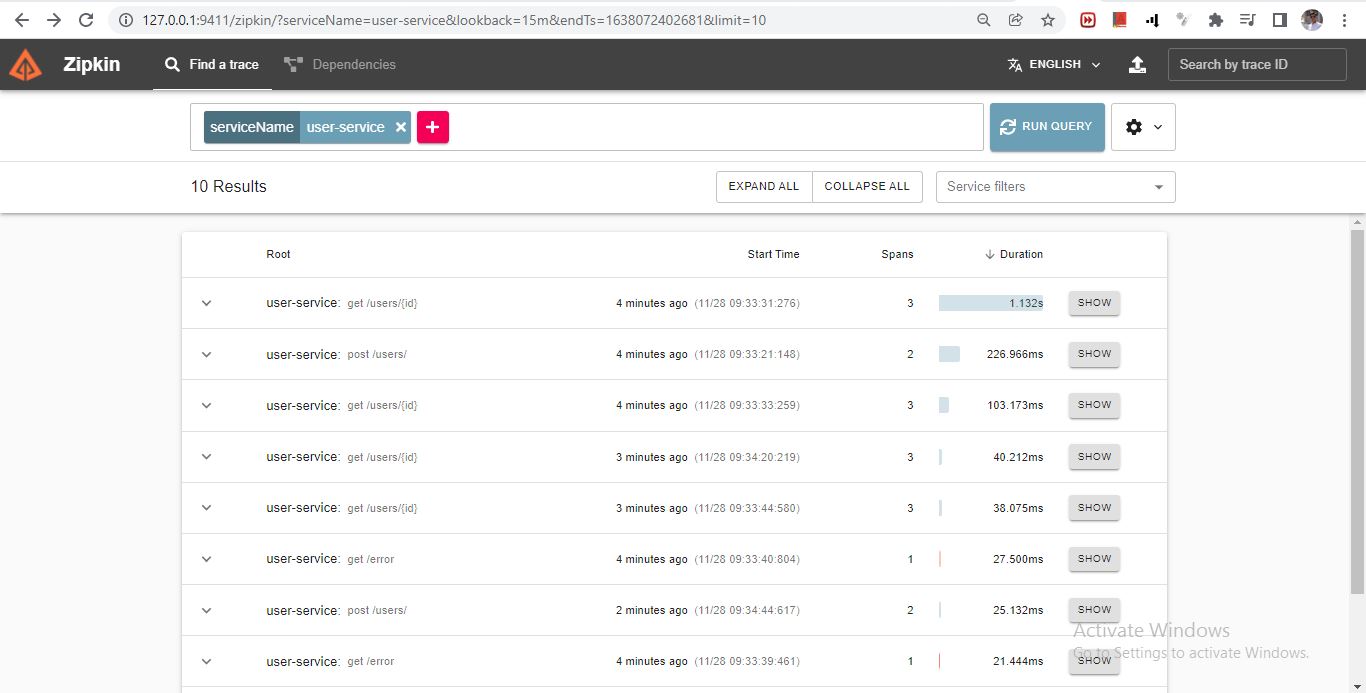 127.0.0.1:9411/zipkin/?serviceName=user-service&lookback=15m&endTs=1638072402681&limit=10
Zipkin Find a trace Dependencies ENGLISH Search by trace ID
serviceName user-service × + RUN QUERY
10 Results EXPAND ALL COLLAPSE ALL Service filters
Root Start Time Spans Duration
user-service: get /users/{id} 4 minutes ago (11/28 09:33:31:276) 3 1.132s SHOW
user-service: post /users/ 4 minutes ago (11/28 09:33:21:148) 2 226.966ms SHOW
user-service: get /users/{id} 4 minutes ago (11/28 09:33:33:259) 3 103.173ms SHOW
user-service: get /users/{id} 3 minutes ago (11/28 09:34:20:219) 3 40.212ms SHOW
user-service: get /users/{id} 3 minutes ago (11/28 09:33:44:580) 3 38.075ms SHOW
user-service: get /error 4 minutes ago (11/28 09:33:40:804) 1 27.500ms SHOW
user-service: post /users/ 2 minutes ago (11/28 09:34:44:617) 2 25.132ms SHOW
Activate Windows
Go to Settings to activate Windows.
user-service: get /error 4 minutes ago (11/28 09:33:39:461) 1 21.444ms SHOW